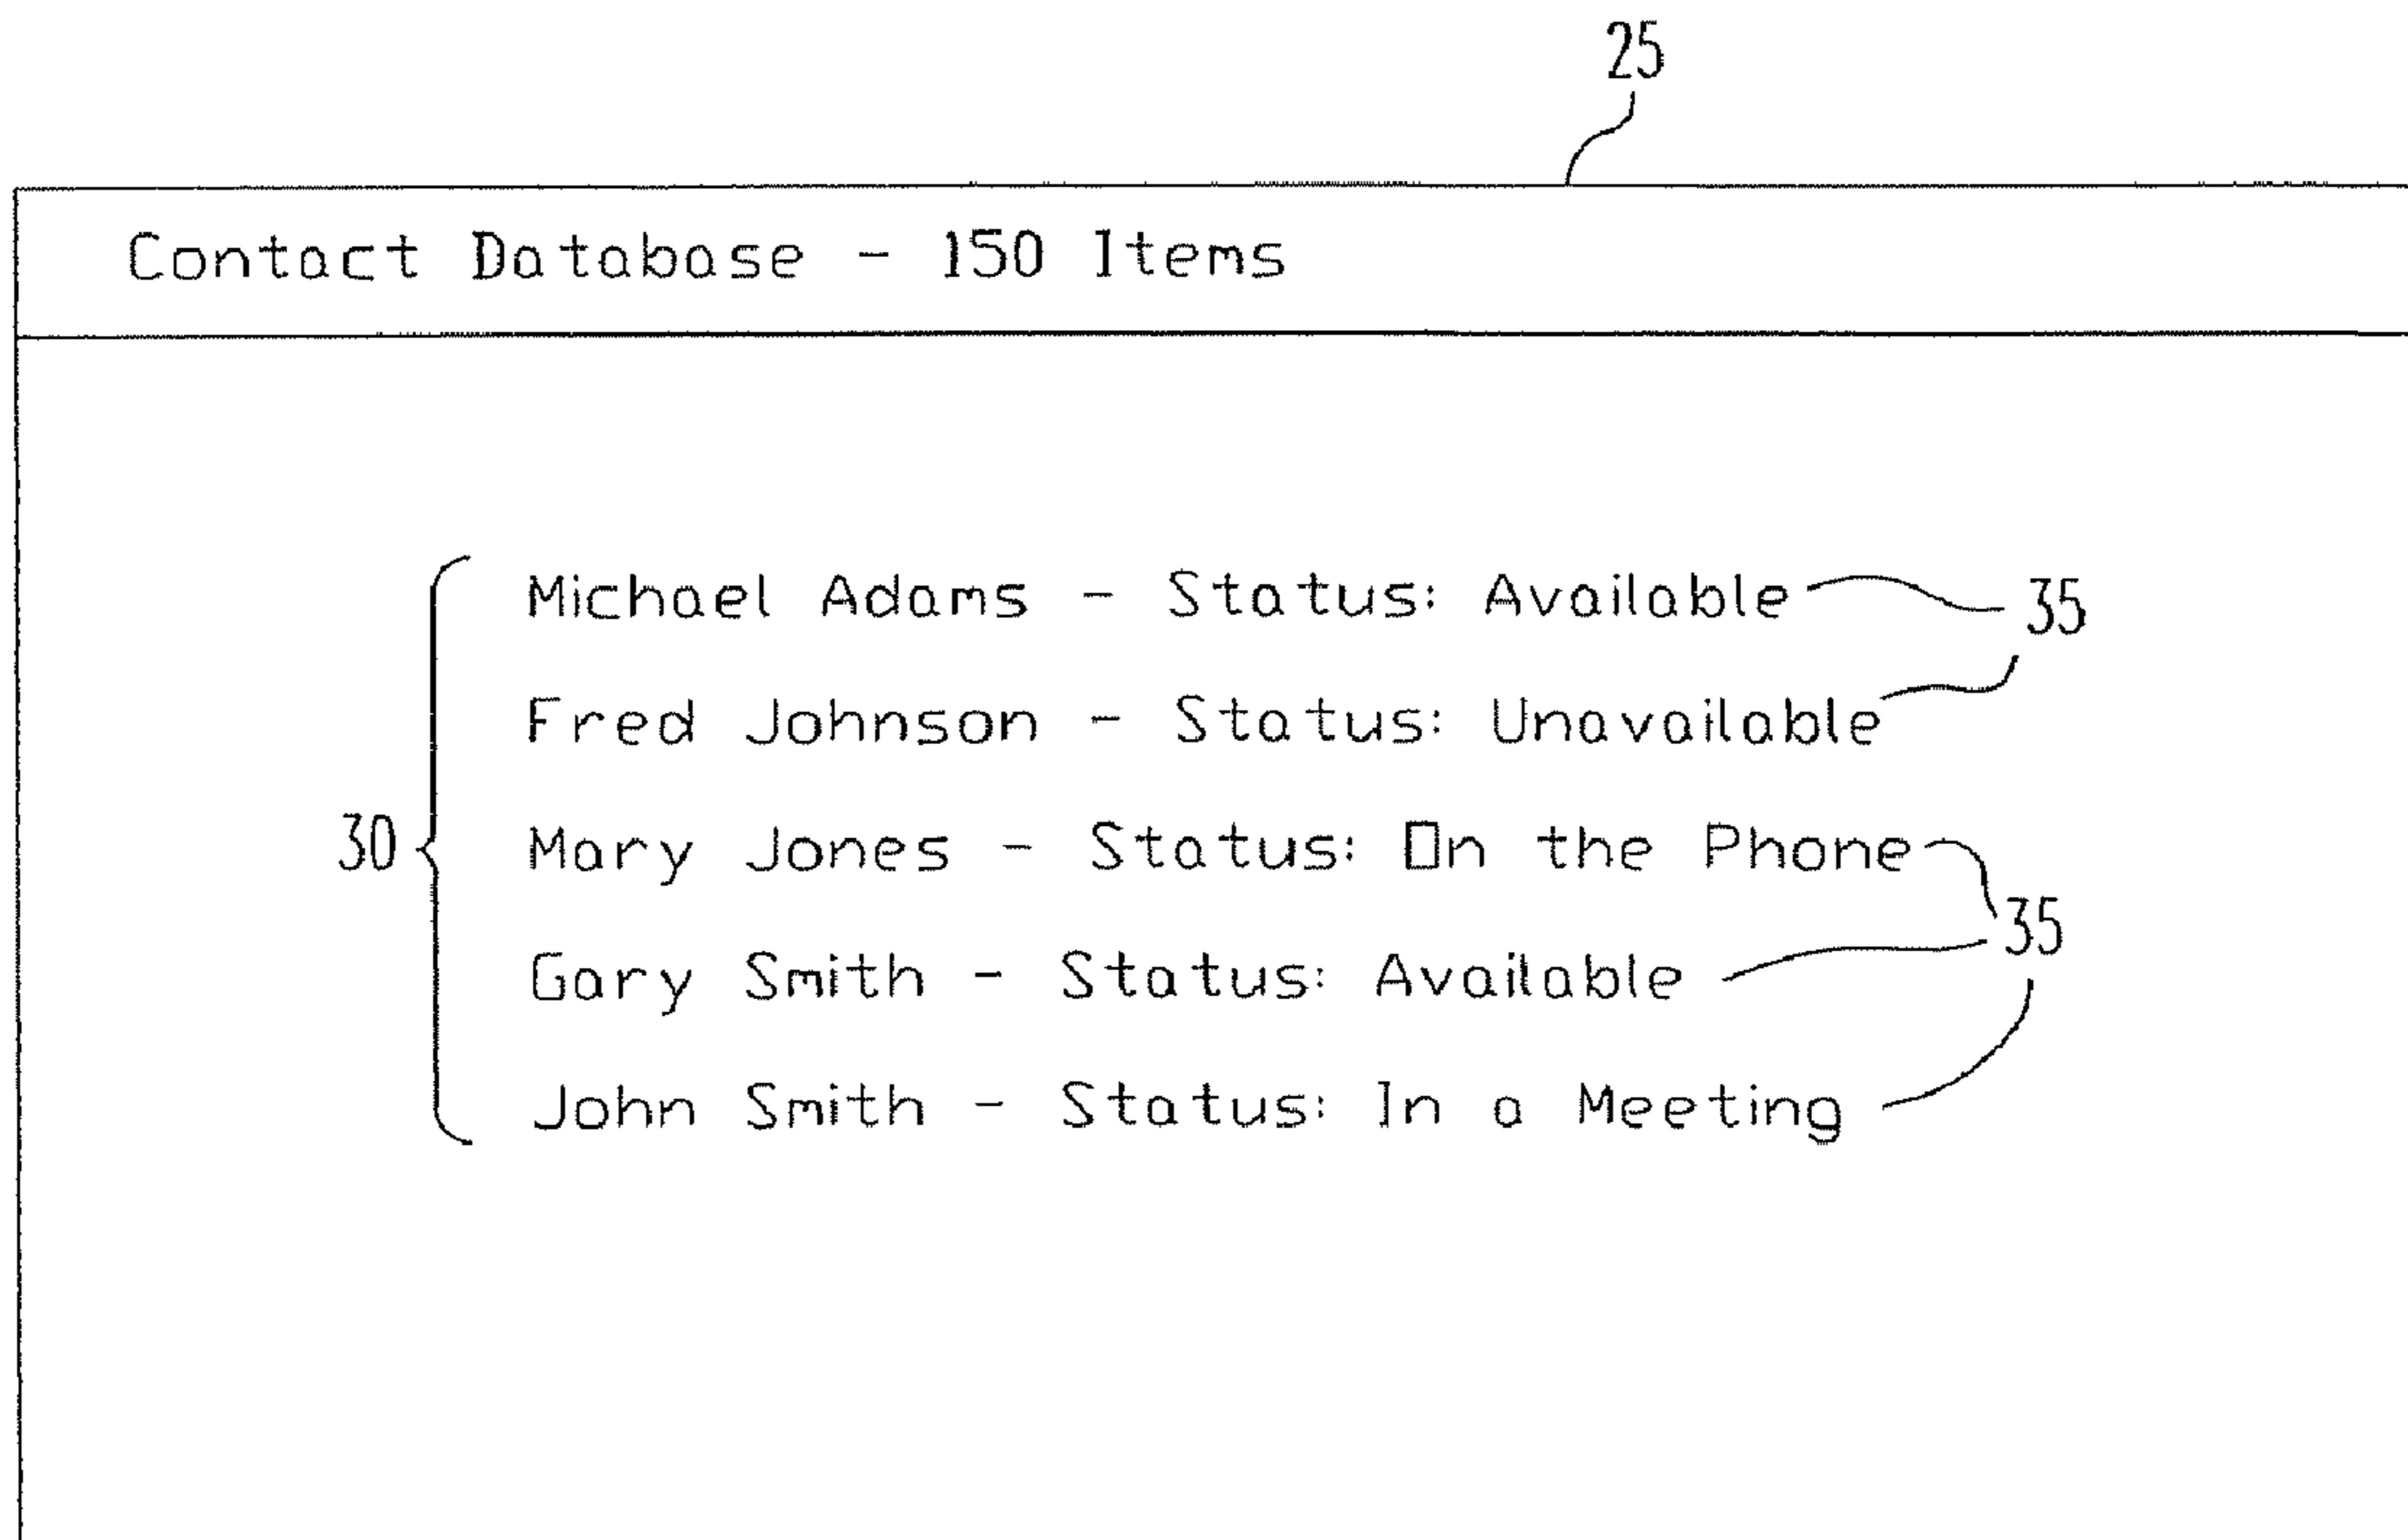 25
Contact Database - 150 Items
Michael Adams - Status: Available 35
Fred Johnson - Status: Unavailable
30 Mary Jones - Status: On the Phone
Gary Smith - Status: Available 35
John Smith - Status: In a Meeting